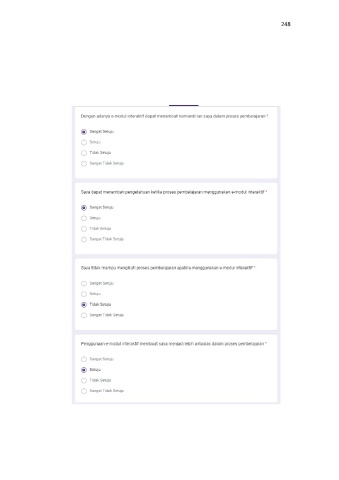 248
Dengan adanya e-modul interaktif dapat menambah kemandirian saya dalam proses pembelajaran *
Sangat Setuju
Setuju
Tidak Setuju
Sangat Tidak Setuju
Saya dapat menambah pengetahuan ketika proses pembelajaran menggunakan e-modul interaktif *
Sangat Setuju
Setuju
Tidak Setuju
Sangat Tidak Setuju
Saya tidak mampu mengikuti proses pembelajaran apabila menggunakan e-modul interaktif *
Sangat Setuju
Setuju
Tidak Setuju
Sangat Tidak Setuju
Penggunaan e-modul interaktif membuat saya menjadi lebih antusias dalam proses pembelajaran *
Sangat Setuju
Setuju
Tidak Setuju
Sangat Tidak Setuju